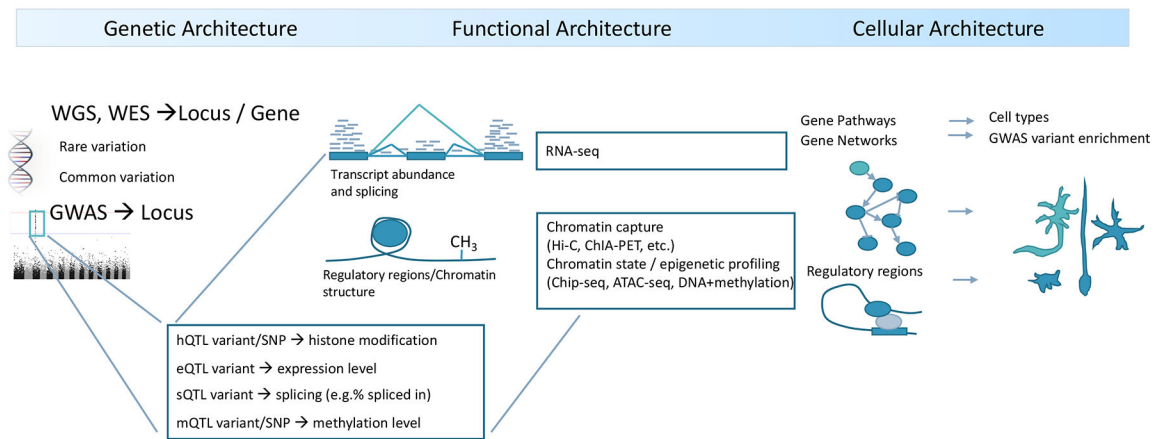 Genetic Architecture
Functional Architecture
Cellular Architecture
WGS, WES →Locus / Gene
Rare variation
Common variation
GWAS → Locus
Transcript abundance
and splicing
RNA-seq
CH3
Regulatory regions/Chromatin
structure
Chromatin capture
(Hi-C, ChIA-PET, etc.)
Chromatin state / epigenetic profiling
(Chip-seq, ATAC-seq, DNA+methylation)
Gene Pathways
Gene Networks
Cell types
GWAS variant enrichment
Regulatory regions
hQTL variant/SNP → histone modification
eQTL variant → expression level
sQTL variant → splicing (e.g.% spliced in)
mQTL variant/SNP → methylation level